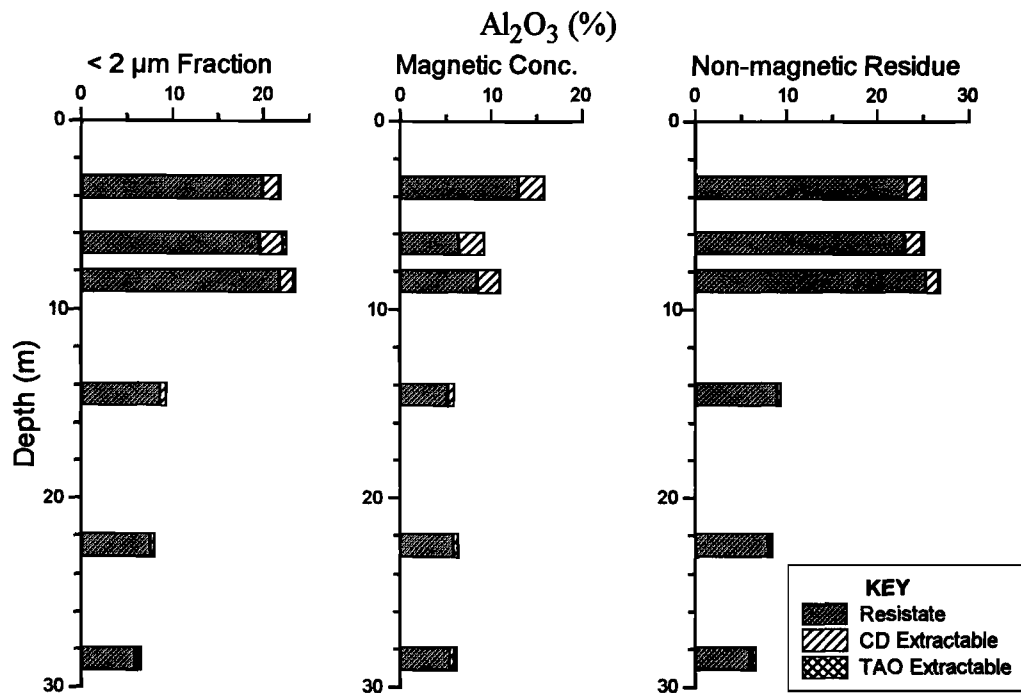 Al₂O₃ (%)
< 2 µm Fraction
Magnetic Conc.
Non-magnetic Residue
0 10 20
0 10 20
0 10 20 30
0
10
20
30
0
10
20
30
0
10
20
30
Depth (m)
KEY
Resistate
CD Extractable
TAO Extractable